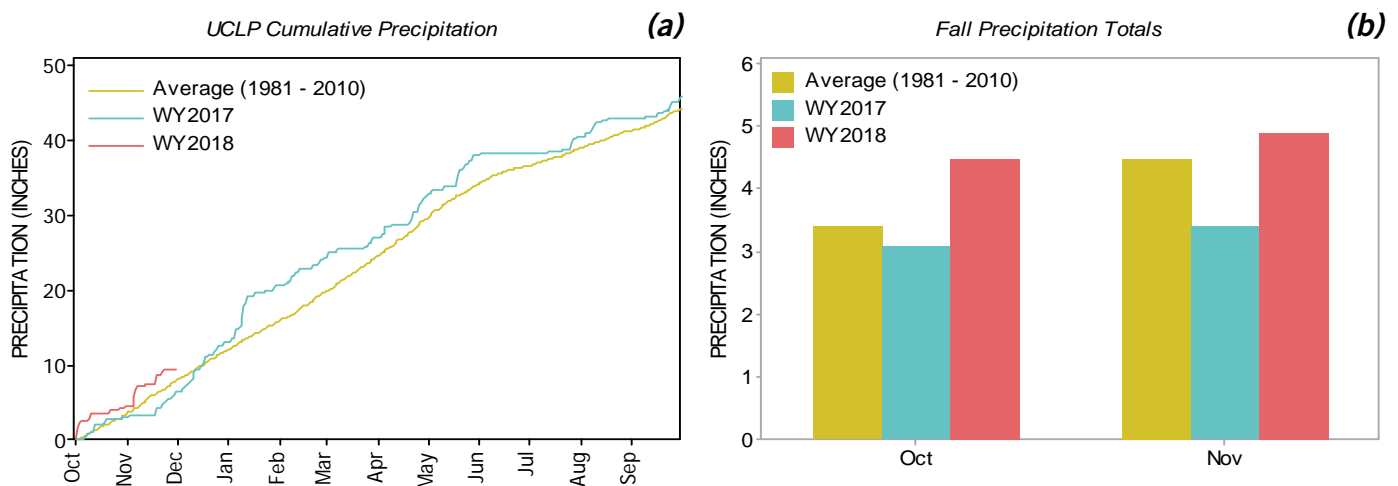 UCLP Cumulative Precipitation
(a)
PRECIPITATION (INCHES)
50
40
30
20
10
0
Average (1981 - 2010)
WY2017
WY2018
Oct
Nov
Dec
Jan
Feb
Mar
Apr
May
Jun
Jul
Aug
Sep
Fall Precipitation Totals
(b)
PRECIPITATION (INCHES)
6
5
4
3
2
1
0
Average (1981 - 2010)
WY2017
WY2018
Oct
Nov